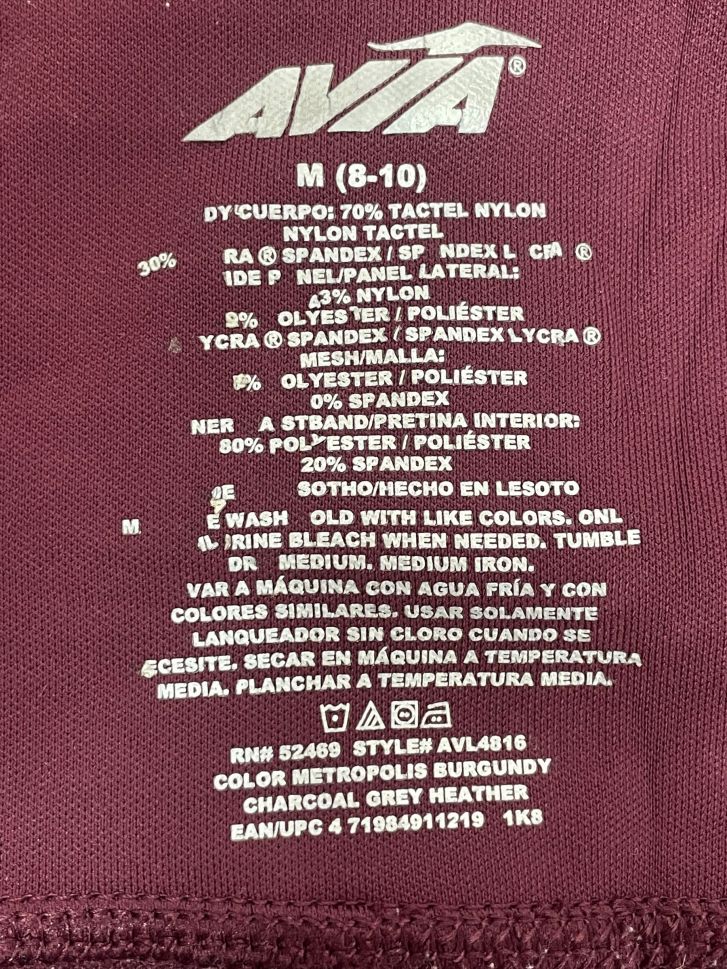 AVIA®
M (8-10)
DY/CUERPO: 70% TACTEL NYLON
NYLON TACTEL
30% RA ® SPANDEX / SP NDEX L CRA ®
IDE P NEL/PANEL LATERAL:
43% NYLON
9% OLYESTER / POLIÉSTER
YCRA ® SPANDEX / SPANDEX LYCRA ®
MESH/MALLA:
% OLYESTER / POLIÉSTER
0% SPANDEX
NER A STBAND/PRETINA INTERIOR:
80% POLYESTER / POLIÉSTER
20% SPANDEX
DE SOTHO/HECHO EN LESOTO
M E WASH OLD WITH LIKE COLORS. ONL
RINE BLEACH WHEN NEEDED. TUMBLE
DR MEDIUM. MEDIUM IRON.
VAR A MÁQUINA CON AGUA FRÍA Y CON
COLORES SIMILARES. USAR SOLAMENTE
LANQUEADOR SIN CLORO CUANDO SE
ECESITE. SECAR EN MÁQUINA A TEMPERATURA
MEDIA. PLANCHAR A TEMPERATURA MEDIA.
RN# 52469 STYLE# AVL4816
COLOR METROPOLIS BURGUNDY
CHARCOAL GREY HEATHER
EAN/UPC 4 71984911219 1K8